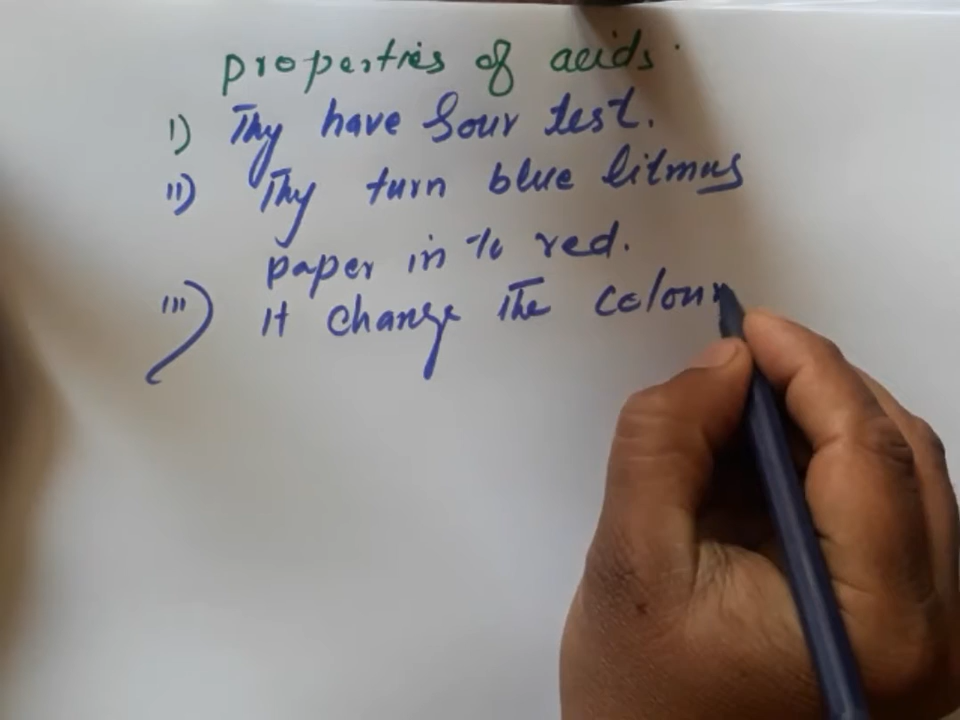 properties of acids.
i) Thy have Sour test.
ii) Thy turn blue litmus
paper in to red.
iii) it change the colour